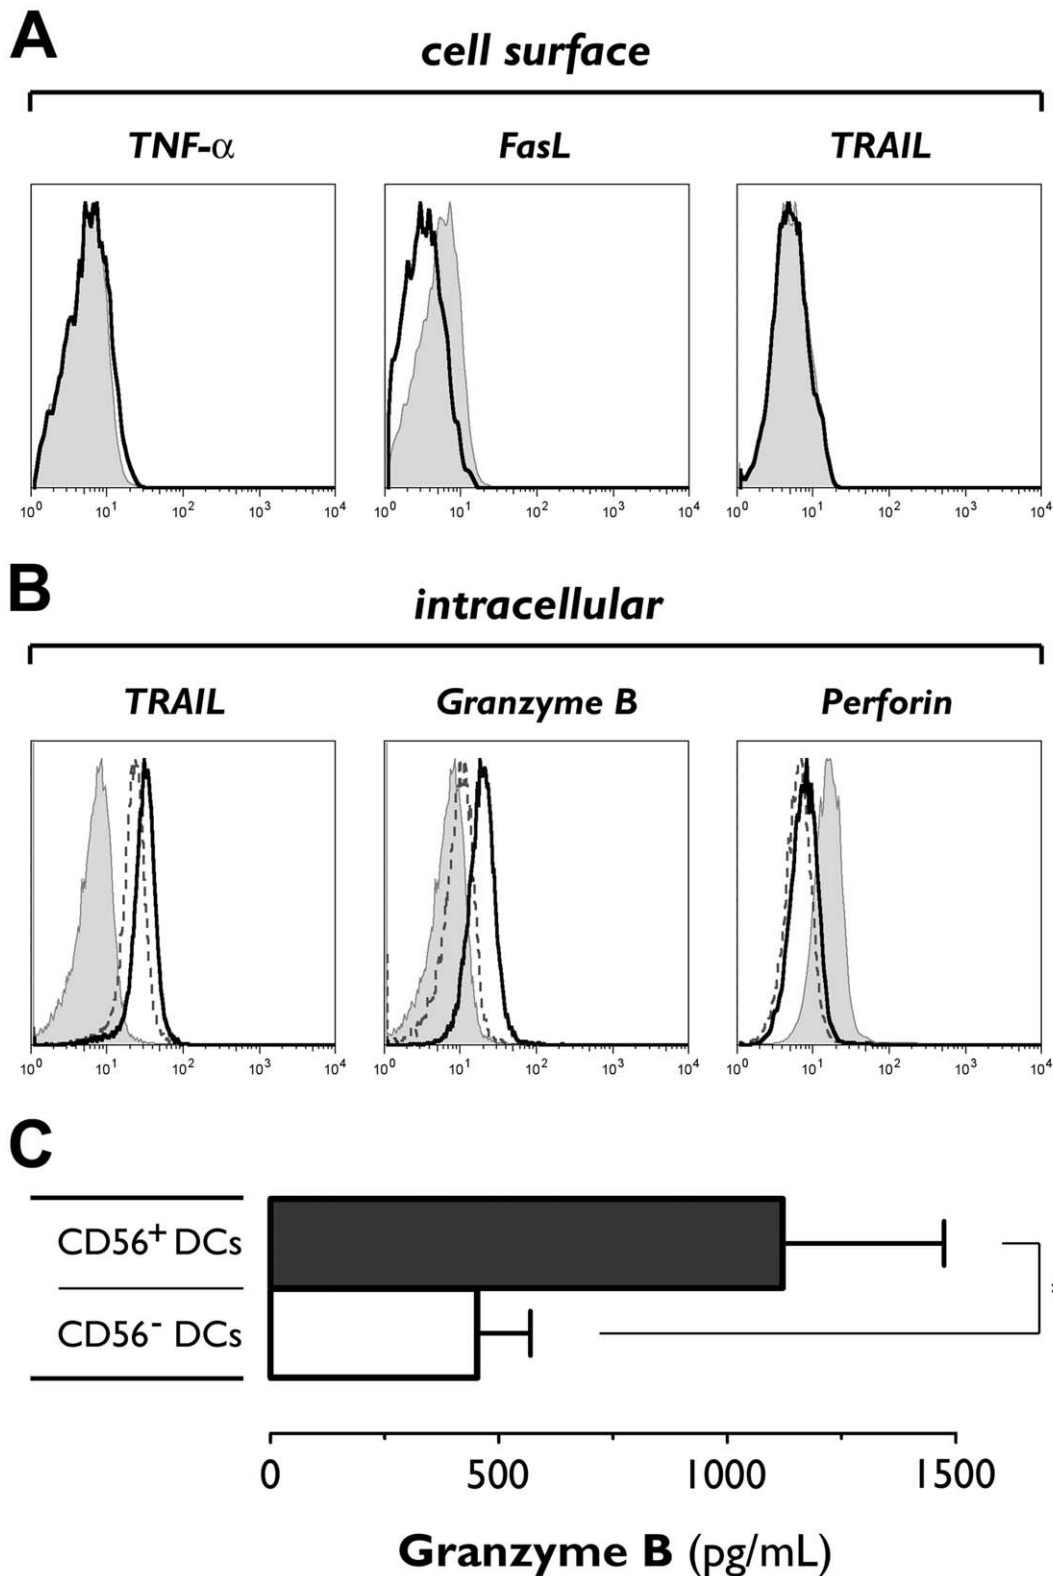 A
cell surface
TNF-α FasL TRAIL
10⁰ 10¹ 10² 10³ 10⁴ 10⁰ 10¹ 10² 10³ 10⁴ 10⁰ 10¹ 10² 10³ 10⁴
B
intracellular
TRAIL Granzyme B Perforin
10⁰ 10¹ 10² 10³ 10⁴ 10⁰ 10¹ 10² 10³ 10⁴ 10⁰ 10¹ 10² 10³ 10⁴
C
CD56⁺ DCs
CD56⁻ DCs
0 500 1000 1500
Granzyme B (pg/mL)